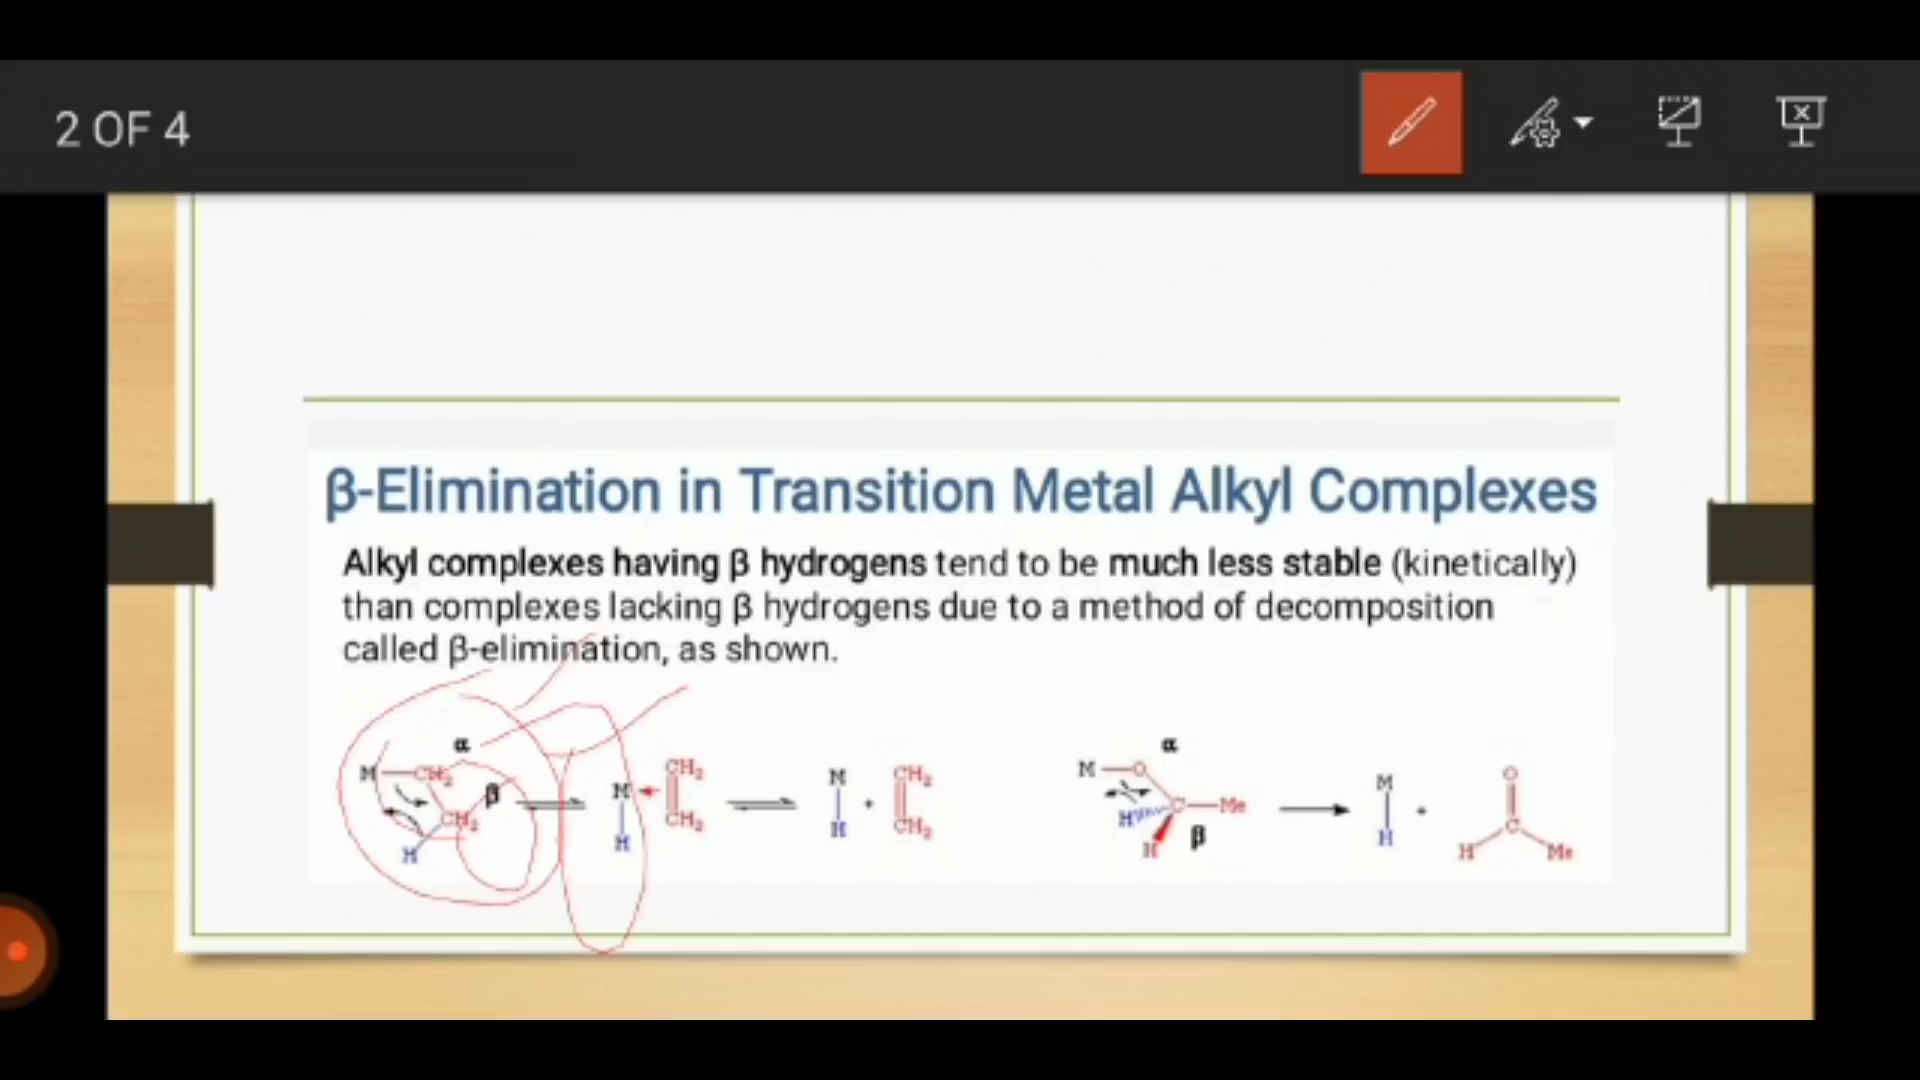 2 OF 4
β-Elimination in Transition Metal Alkyl Complexes
Alkyl complexes having β hydrogens tend to be much less stable (kinetically)
than complexes lacking β hydrogens due to a method of decomposition
called β-elimination, as shown.
α
M CH₂
β
CH₂
H
M CH₂
CH₂
H
M + CH₂
H CH₂
α
M O
H C Me
H β
M
H +
O
C
H Me